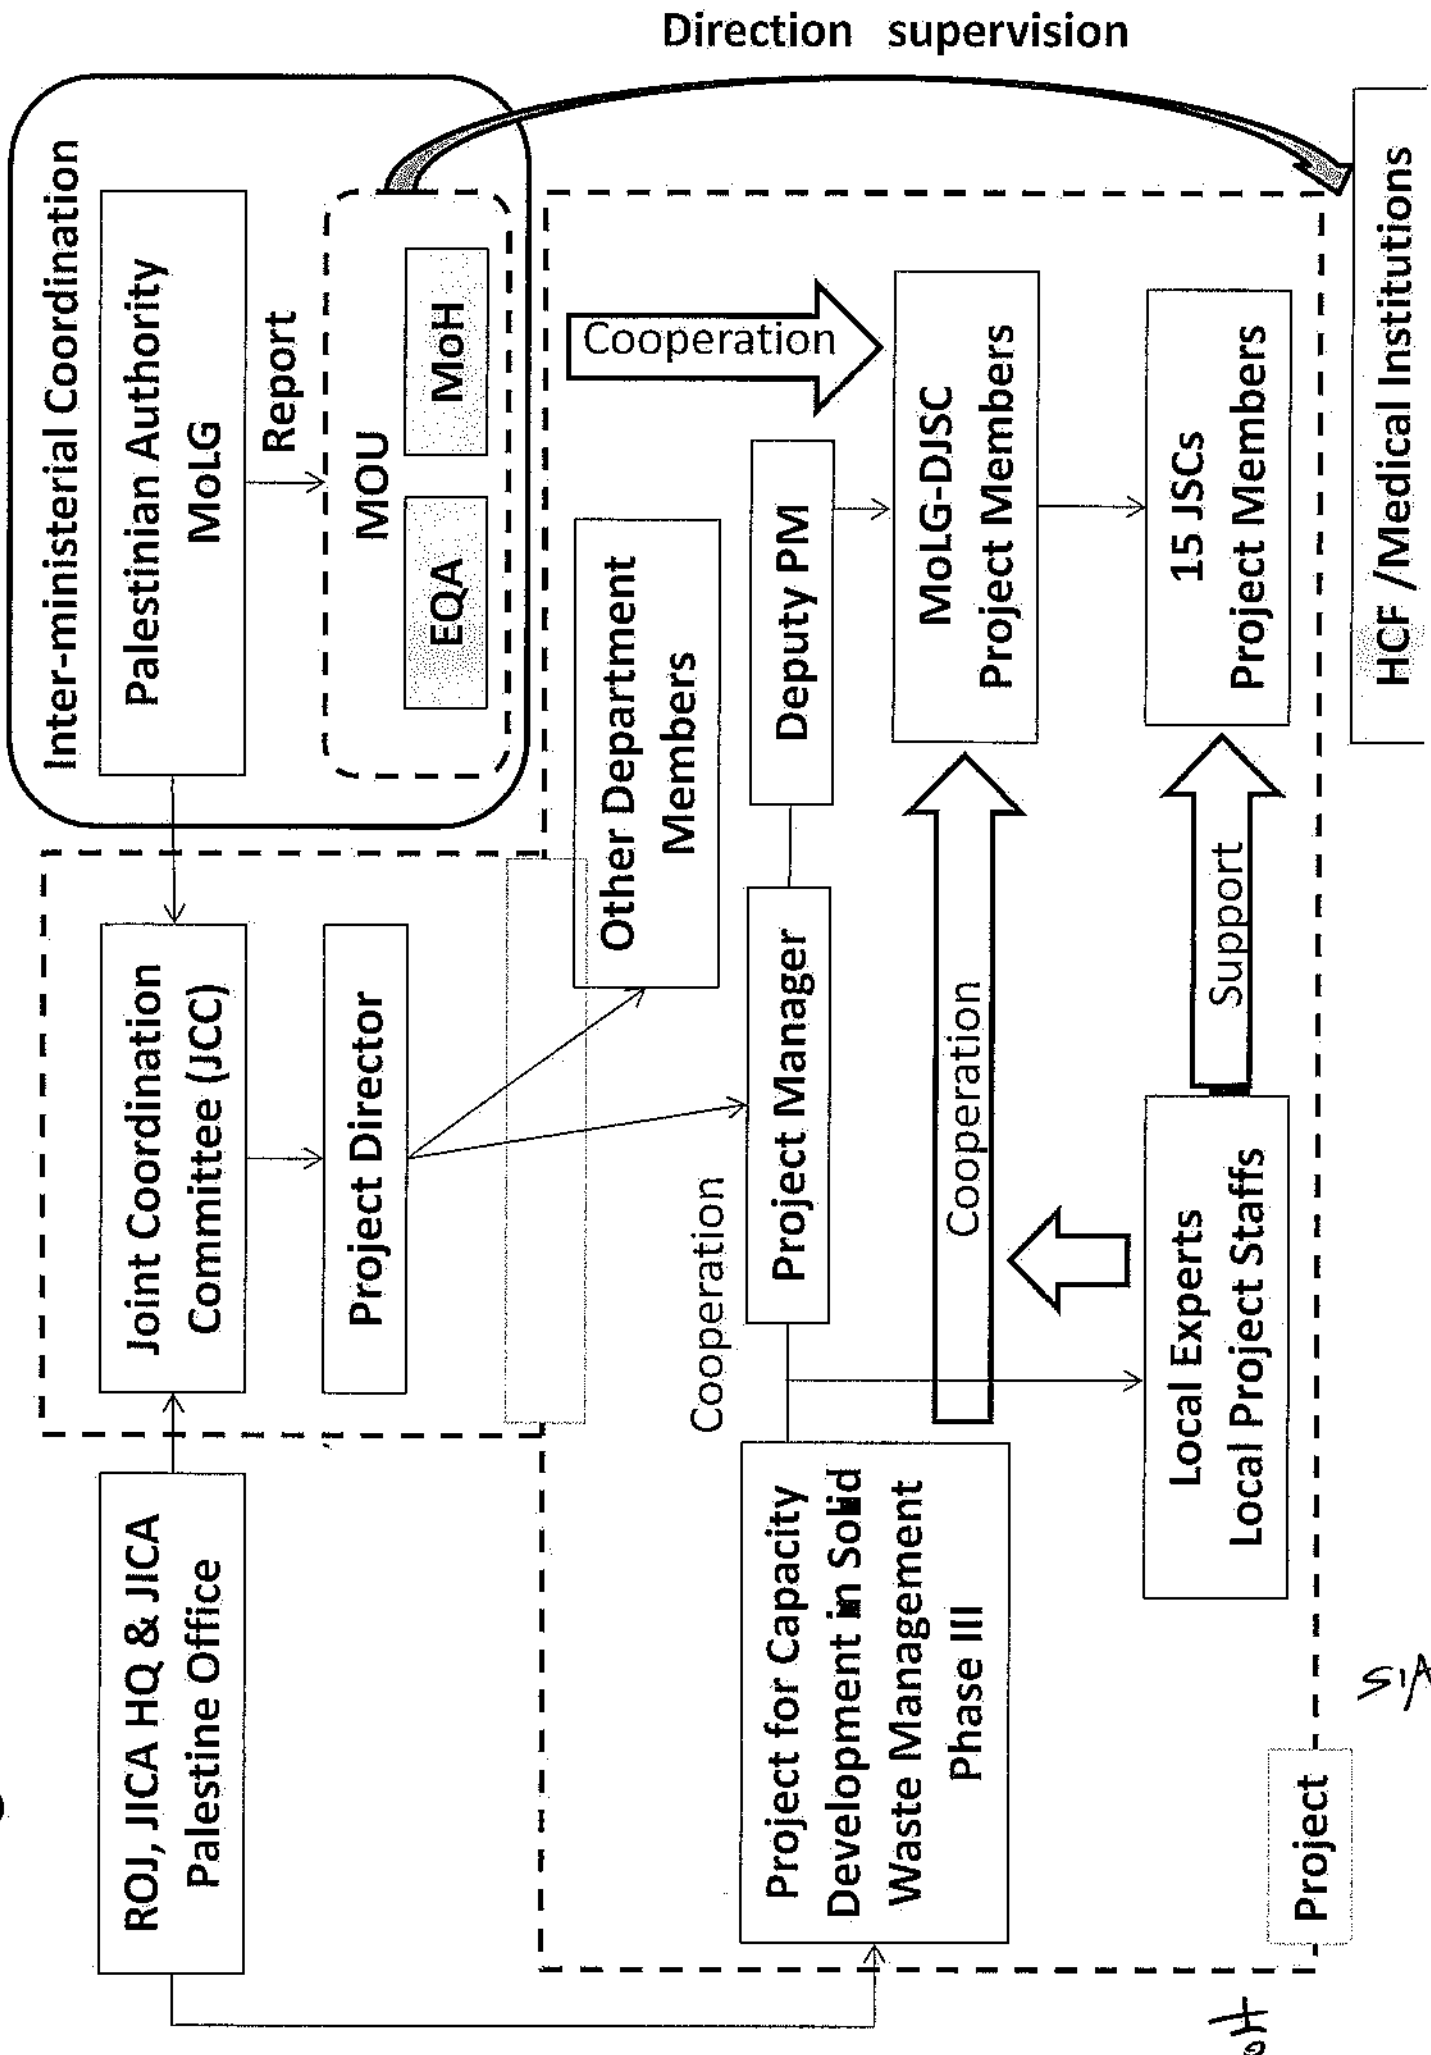 Direction supervision
Inter-ministerial Coordination
Palestinian Authority
MoLG
Report
MOU
EQA
MoH
ROJ, JICA HQ & JICA
Palestine Office
Joint Coordination
Committee (JCC)
Project Director
Other Department
Members
Cooperation
Cooperation
Project Manager
Deputy PM
Project for Capacity
Development in Solid
Waste Management
Phase III
Cooperation
MoLG-DJSC
Project Members
Local Experts
Local Project Staffs
Support
15 JSCs
Project Members
Project
HCF /Medical Institutions